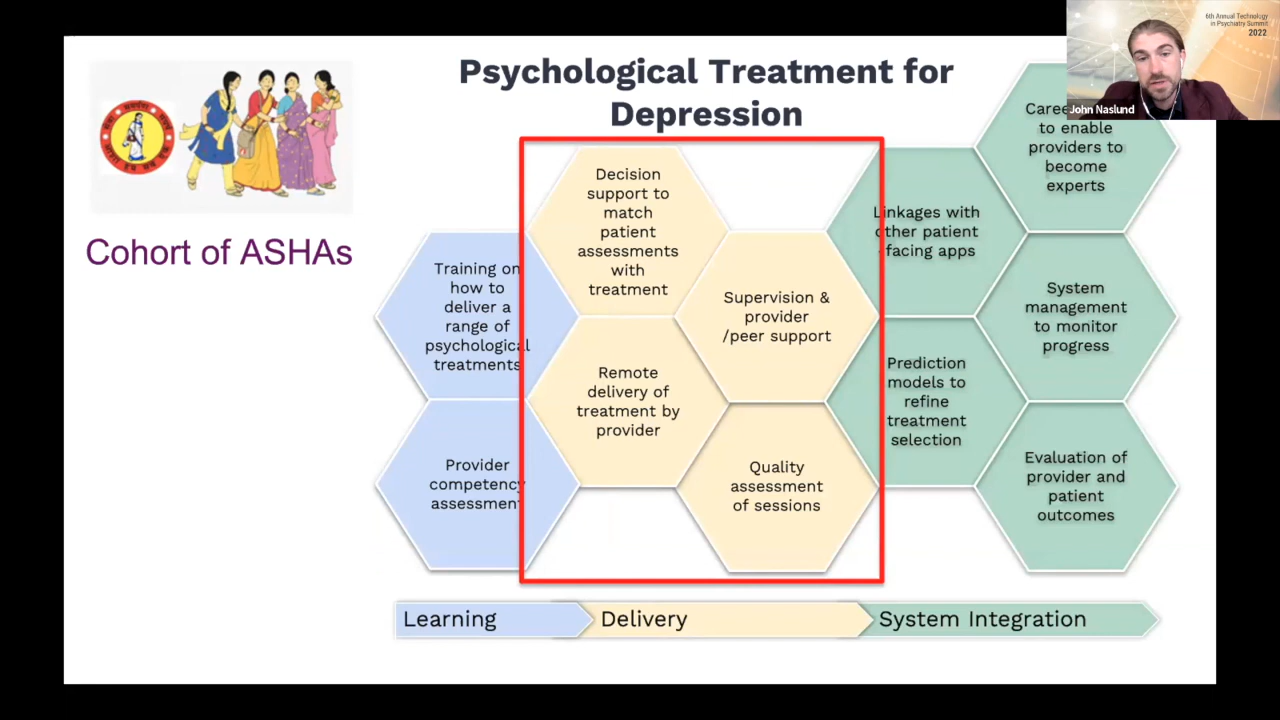 6th Annual Technology
in Psychiatry Summit
2022
John Naslund
Psychological Treatment for
Depression
Cohort of ASHAs
Training on
how to
deliver a
range of
psychological
treatments
Provider
competency
assessment
Decision
support to
match
patient
assessments
with
treatment
Remote
delivery of
treatment by
provider
Supervision &
provider
/peer support
Quality
assessment
of sessions
Linkages with
other patient
-facing apps
Prediction
models to
refine
treatment
selection
to enable
providers to
become
experts
System
management
to monitor
progress
Evaluation of
provider and
patient
outcomes
Learning
Delivery
System Integration